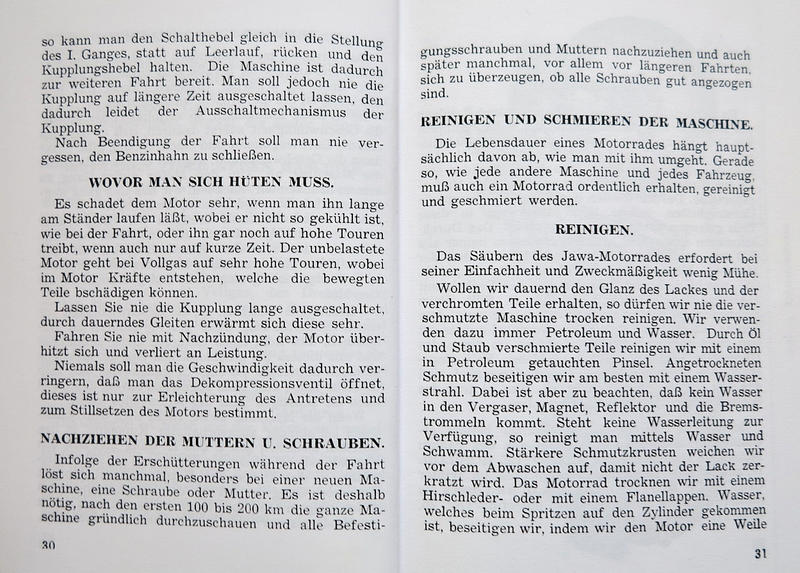 so kann man den Schalthebel gleich in die Stellung
des I. Ganges, statt auf Leerlauf, rücken und den
Kupplungshebel halten. Die Maschine ist dadurch
zur weiteren Fahrt bereit. Man soll jedoch nie die
Kupplung auf längere Zeit ausgeschaltet lassen, den
dadurch leidet der Ausschaltmechanismus der
Kupplung.
Nach Beendigung der Fahrt soll man nie ver-
gessen, den Benzinhahn zu schließen.
WOVOR MAN SICH HÜTEN MUSS.
Es schadet dem Motor sehr, wenn man ihn lange
am Ständer laufen läßt, wobei er nicht so gekühlt ist,
wie bei der Fahrt, oder ihn gar noch auf hohe Touren
treibt, wenn auch nur auf kurze Zeit. Der unbelastete
Motor geht bei Vollgas auf sehr hohe Touren, wobei
im Motor Kräfte entstehen, welche die bewegten
Teile bschädigen können.
Lassen Sie nie die Kupplung lange ausgeschaltet,
durch dauerndes Gleiten erwärmt sich diese sehr.
Fahren Sie nie mit Nachzündung, der Motor über-
hitzt sich und verliert an Leistung.
Niemals soll man die Geschwindigkeit dadurch ver-
ringern, daß man das Dekompressionsventil öffnet,
dieses ist nur zur Erleichterung des Antretens und
zum Stillsetzen des Motors bestimmt.
NACHZIEHEN DER MUTTERN U. SCHRAUBEN.
Infolge der Erschütterungen während der Fahrt
löst sich manchmal, besonders bei einer neuen Ma-
schine, eine Schraube oder Mutter. Es ist deshalb
nötig, nach den ersten 100 bis 200 km die ganze Ma-
schine gründlich durchzuschauen und alle Befesti-
30
gungsschrauben und Muttern nachzuziehen und auch
später manchmal, vor allem vor längeren Fahrten,
sich zu überzeugen, ob alle Schrauben gut angezogen
sind.
REINIGEN UND SCHMIEREN DER MASCHINE.
Die Lebensdauer eines Motorrades hängt haupt-
sächlich davon ab, wie man mit ihm umgeht. Gerade
so, wie jede andere Maschine und jedes Fahrzeug,
muß auch ein Motorrad ordentlich erhalten, gereinigt
und geschmiert werden.
REINIGEN.
Das Säubern des Jawa-Motorrades erfordert bei
seiner Einfachheit und Zweckmäßigkeit wenig Mühe.
Wollen wir dauernd den Glanz des Lackes und der
verchromten Teile erhalten, so dürfen wir nie die ver-
schmutzte Maschine trocken reinigen. Wir verwen-
den dazu immer Petroleum und Wasser. Durch Öl
und Staub verschmierte Teile reinigen wir mit einem
in Petroleum getauchten Pinsel. Angetrockneten
Schmutz beseitigen wir am besten mit einem Wasser-
strahl. Dabei ist aber zu beachten, daß kein Wasser
in den Vergaser, Magnet, Reflektor und die Brems-
trommeln kommt. Steht keine Wasserleitung zur
Verfügung, so reinigt man mittels Wasser und
Schwamm. Stärkere Schmutzkrusten weichen wir
vor dem Abwaschen auf, damit nicht der Lack zer-
kratzt wird. Das Motorrad trocknen wir mit einem
Hirschleder- oder mit einem Flanellappen. Wasser,
welches beim Spritzen auf den Zylinder gekommen
ist, beseitigen wir, indem wir den Motor eine Weile
31